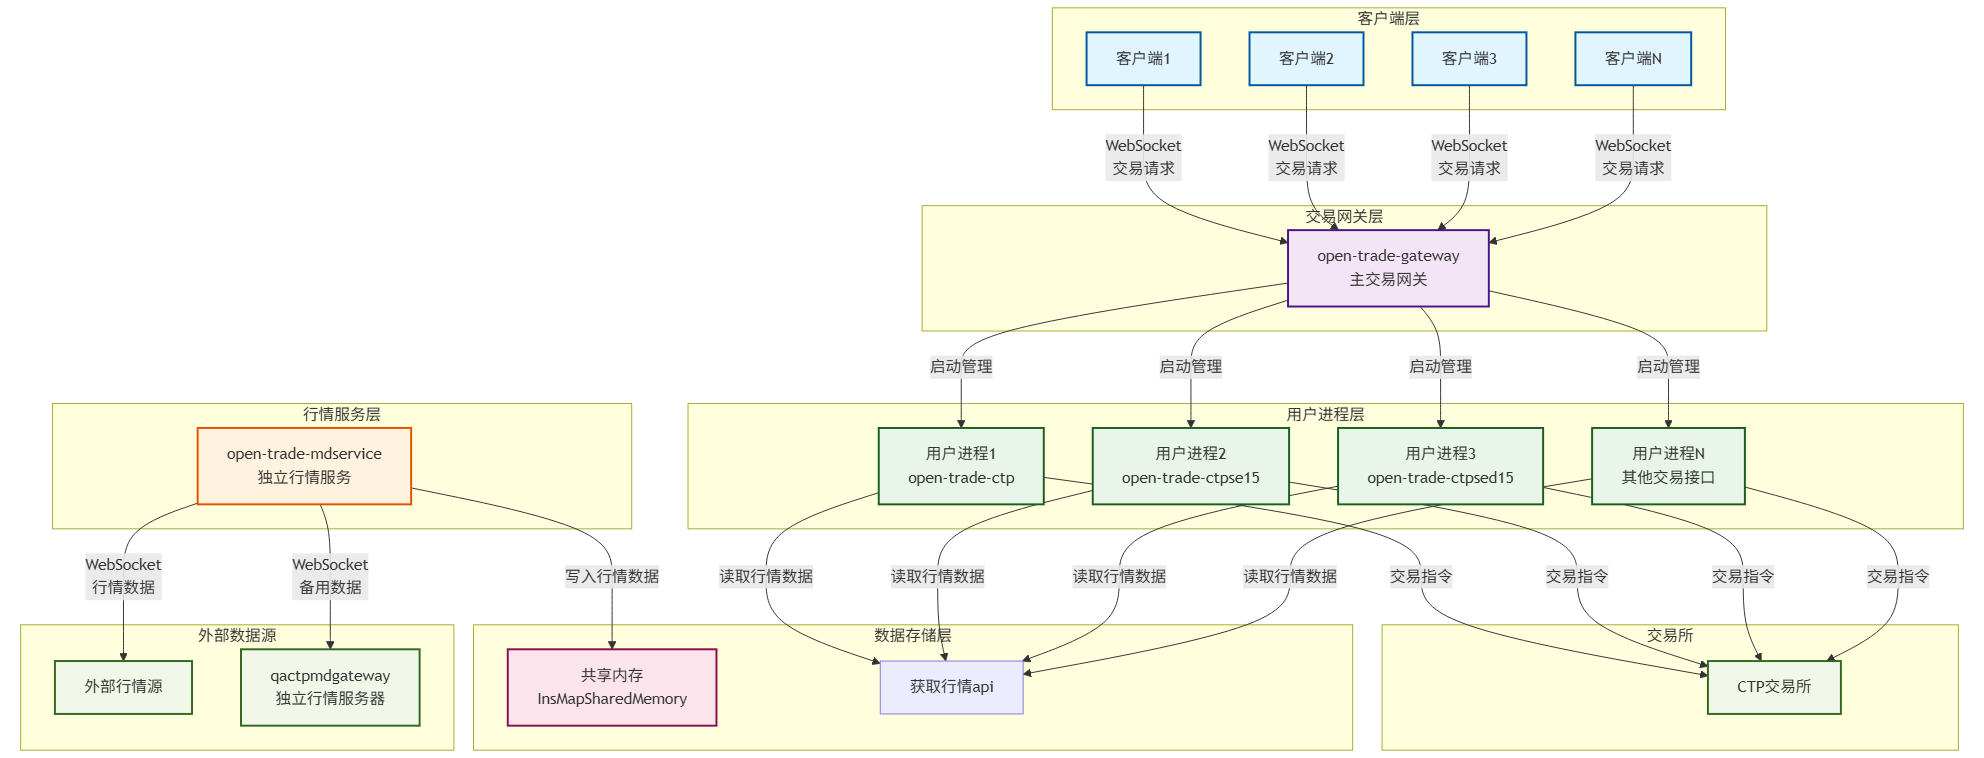 客户端层
客户端1
客户端2
客户端3
客户端N
WebSocket
交易请求
WebSocket
交易请求
WebSocket
交易请求
WebSocket
交易请求
交易网关层
open-trade-gateway
主交易网关
启动管理
启动管理
启动管理
启动管理
行情服务层
open-trade-mdservice
独立行情服务
用户进程层
用户进程1
open-trade-ctp
用户进程2
open-trade-ctpse15
用户进程3
open-trade-ctpsed15
用户进程N
其他交易接口
WebSocket
行情数据
WebSocket
备用数据
写入行情数据
读取行情数据
读取行情数据
读取行情数据
读取行情数据
交易指令
交易指令
交易指令
交易指令
外部数据源
外部行情源
qactpmdgateway
独立行情服务器
数据存储层
共享内存
InsMapSharedMemory
获取行情api
交易所
CTP交易所